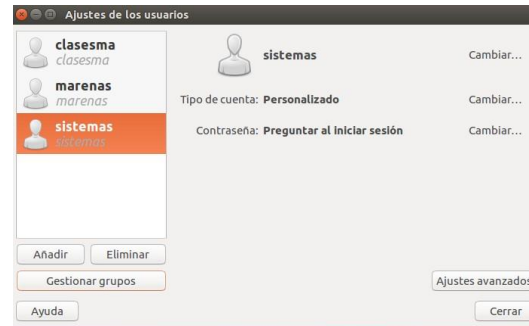 Ajustes de los usuarios
clasesma
clasesma
marenas
marenas
sistemas
sistemas
sistemas Cambiar...
Tipo de cuenta: Personalizado Cambiar...
Contraseña: Preguntar al iniciar sesión Cambiar...
Añadir Eliminar
Gestionar grupos Ajustes avanzados
Ayuda Cerrar